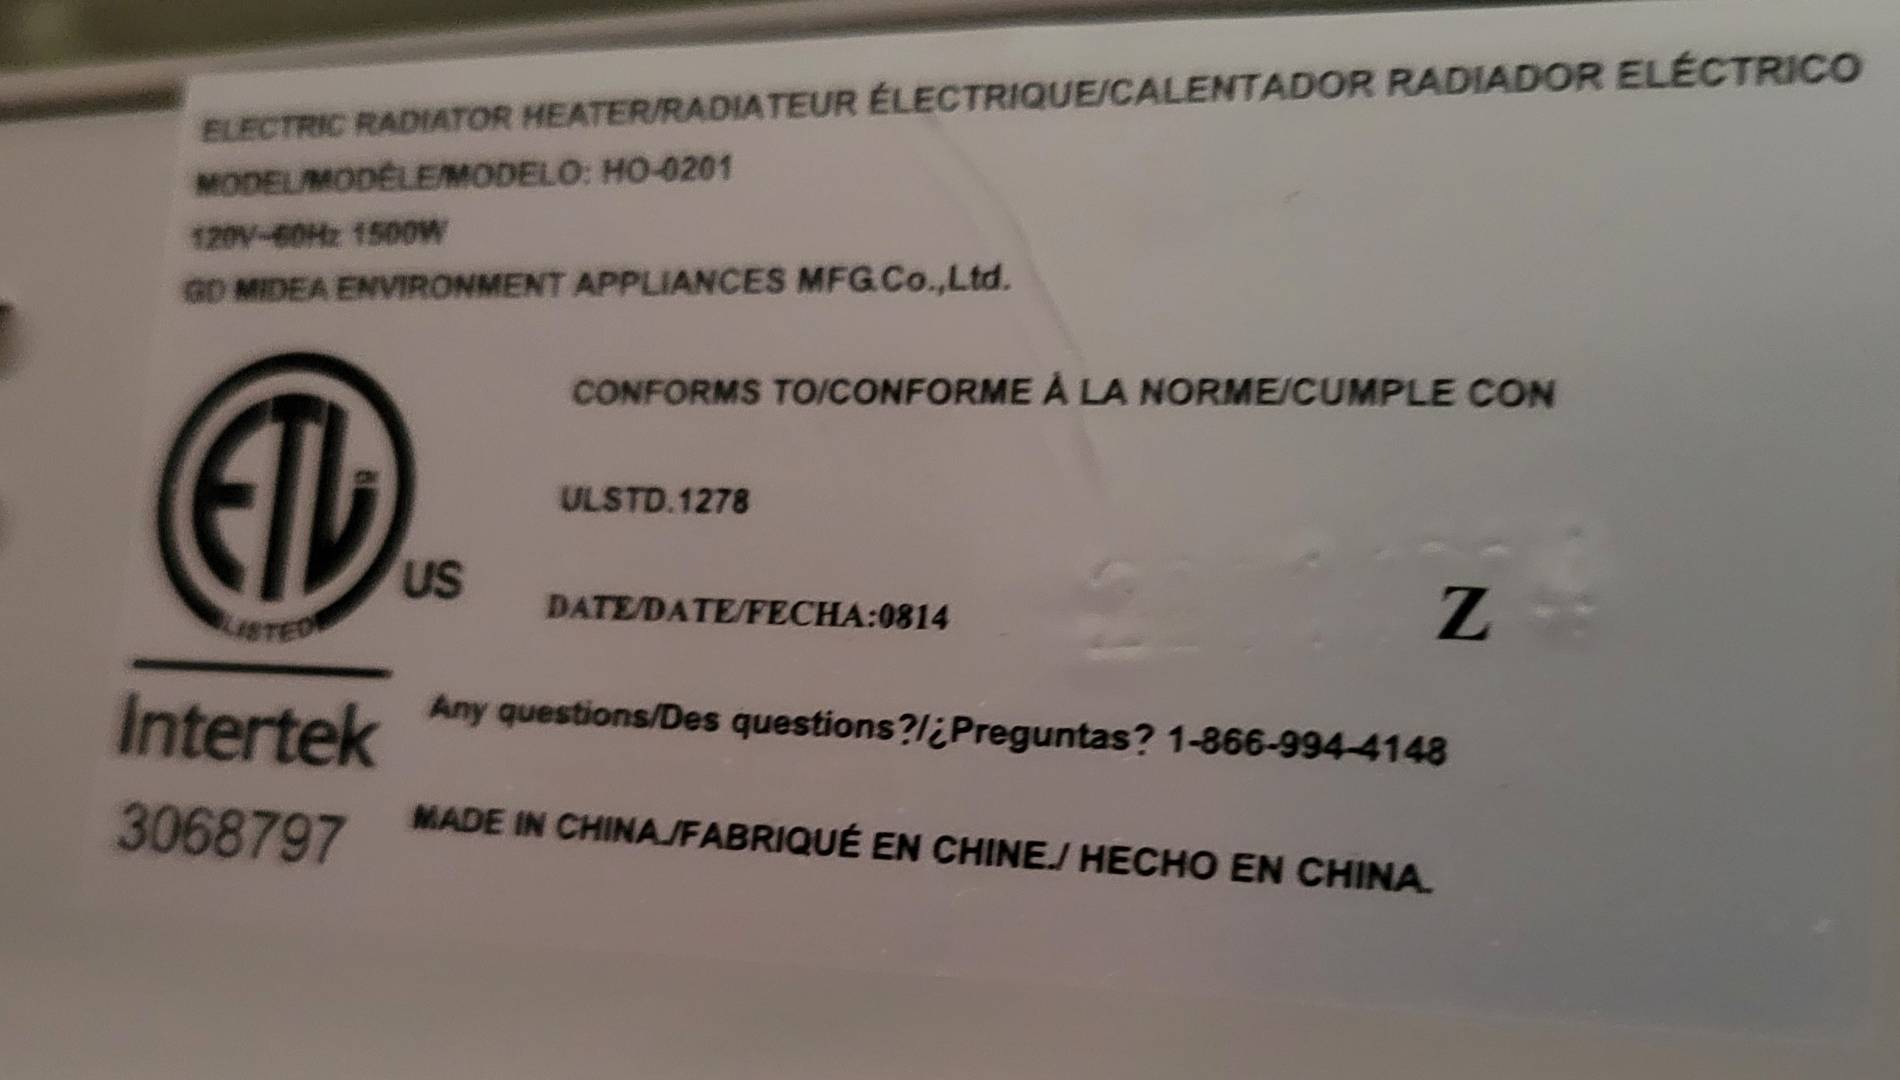 ELECTRIC RADIATOR HEATER/RADIATEUR ÉLECTRIQUE/CALENTADOR RADIADOR ELÉCTRICO
MODEL/MODÈLE/MODELO: HO-0201
120V~60Hz 1500W
GD MIDEA ENVIRONMENT APPLIANCES MFG.Co.,Ltd.
CONFORMS TO/CONFORME À LA NORME/CUMPLE CON
ETL
CM
LISTED
US
ULSTD.1278
DATE/DATE/FECHA:0814
Z
Intertek
3068797
Any questions/Des questions?/¿Preguntas? 1-866-994-4148
MADE IN CHINA./FABRIQUÉ EN CHINE./ HECHO EN CHINA.